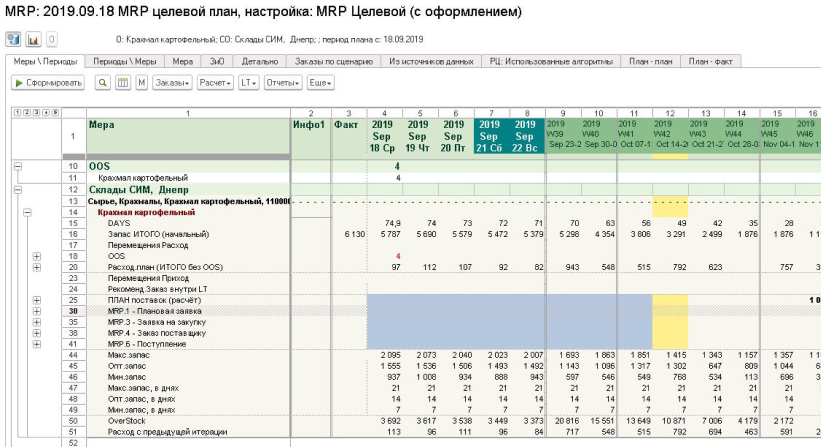 MRP: 2019.09.18 MRP целевой план, настройка: MRP Целевой (с оформлением)
0: Крахмал картофельный; СО: Склады СИМ, Днепр; ; период плана с: 18.09.2019
Меры \ Периоды Периоды \ Меры Мера ЗиО Детально Заказы по сценарию Из источников данных РЦ: Использованные алгоритмы План - план План - факт
Сформировать М Заказы Расчет LT Отчеты Еще
1 2 3 4 5 6 7 8 9 10 11 12 13 14 15 16
1 Мера Инфо1 Факт 2019 Sep 18 Ср 2019 Sep 19 Чт 2019 Sep 20 Пт 2019 Sep 21 Сб 2019 Sep 22 Вс 2019 W39 Sep 23-2 2019 W40 Sep 30-0 2019 W41 Oct 07-1 2019 W42 Oct 14-2 2019 W43 Oct 21-2 2019 W44 Oct 28-0 2019 W45 Nov 04-1 2019 W46 Nov 1
10 OOS 4
11 Крахмал картофельный 4
12 Склады СИМ, Днепр
13 Сырье, Крахмалы, Крахмал картофельный, 11000
14 Крахмал картофельный
15 DAYS 74,9 74 73 72 71 70 63 56 49 42 35 28
16 Запас ИТОГО (начальный) 6 130 5 787 5 690 5 579 5 472 5 379 5 298 4 354 3 806 3 291 2 499 1 876 1 876 1 1
17 Перемещения Расход
18 OOS 4
20 Расход.план (ИТОГО без OOS) 97 112 107 92 82 943 548 515 792 623 757 3
23 Перемещения Приход
24 Рекоменд.Заказ внутри LT
25 ПЛАН поставок (расчёт) 1 8
30 MRP.1 - Плановая заявка
35 MRP.3 - Заявка на закупку
38 MRP.4 - Заказ поставщику
41 MRP.6 - Поступление
44 Макс.запас 2 095 2 073 2 040 2 023 2 007 1 693 1 863 1 851 1 415 1 343 1 157 1 357 1 1
45 Опт.запас 1 555 1 536 1 506 1 493 1 492 1 143 1 096 1 317 1 302 647 809 1 044 6
46 Мин.запас 937 1 008 934 888 943 597 546 549 768 534 113 696 3
47 Макс.запас, в днях 21 21 21 21 21 21 21 21 21 21 21 21
48 Опт.запас, в днях 14 14 14 14 14 14 14 14 14 14 14 14
49 Мин.запас, в днях 7 7 7 7 7 7 7 7 7 7 7 7
50 OverStock 3 692 3 617 3 538 3 449 3 373 20 816 15 551 13 649 10 871 7 006 4 179 2 172
51 Расход с предыдущей итерации 113 96 111 96 84 717 548 515 792 694 463 591 2
52